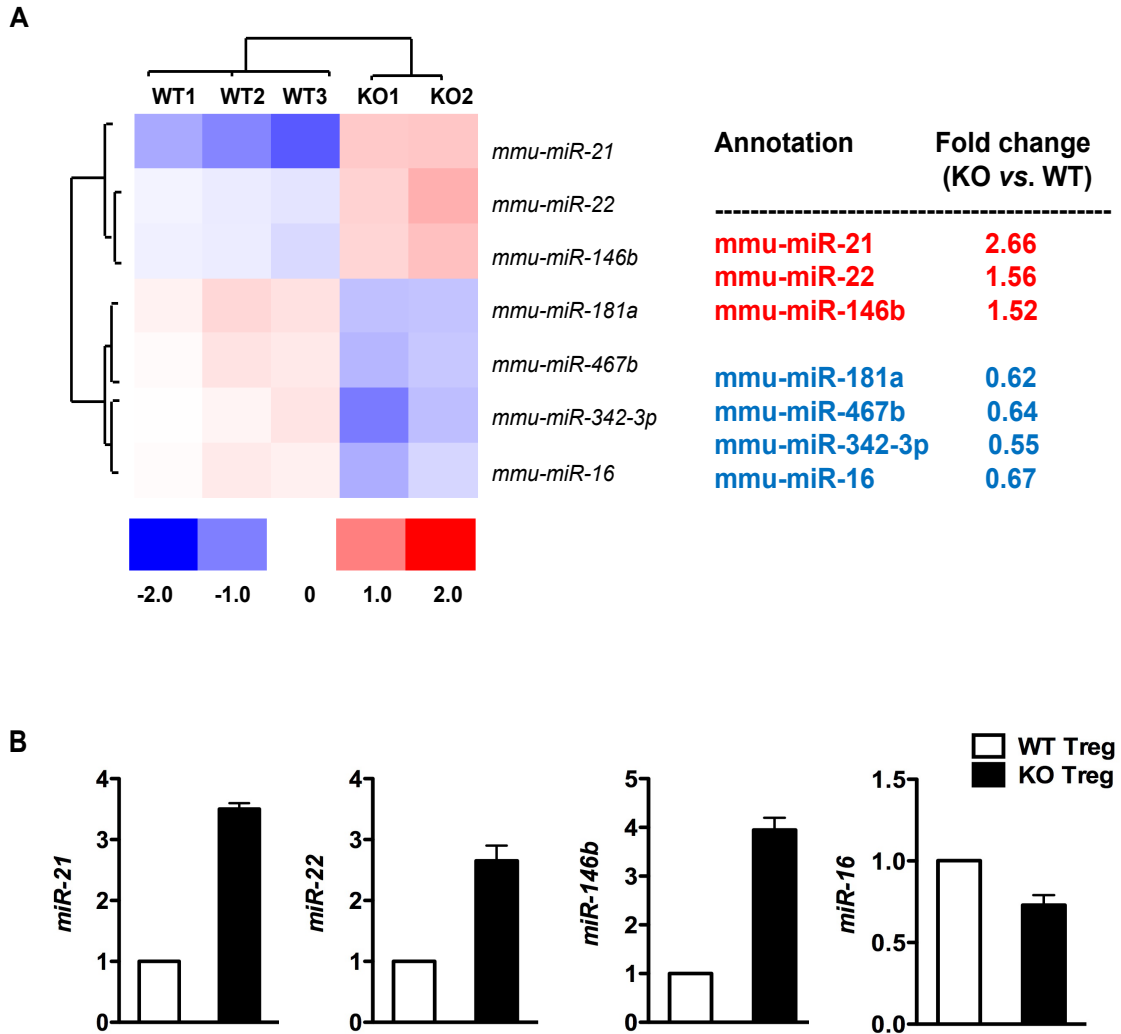 A
WT1 WT2 WT3 KO1 KO2
mmu-miR-21
mmu-miR-22
mmu-miR-146b
mmu-miR-181a
mmu-miR-467b
mmu-miR-342-3p
mmu-miR-16
-2.0 -1.0 0 1.0 2.0
Annotation Fold change
(KO vs. WT)
---------------------------------------------
mmu-miR-21 2.66
mmu-miR-22 1.56
mmu-miR-146b 1.52
mmu-miR-181a 0.62
mmu-miR-467b 0.64
mmu-miR-342-3p 0.55
mmu-miR-16 0.67
B
WT Treg
KO Treg
miR-21
4
3
2
1
0
miR-22
4
3
2
1
0
miR-146b
5
4
3
2
1
0
miR-16
1.5
1.0
0.5
0.0